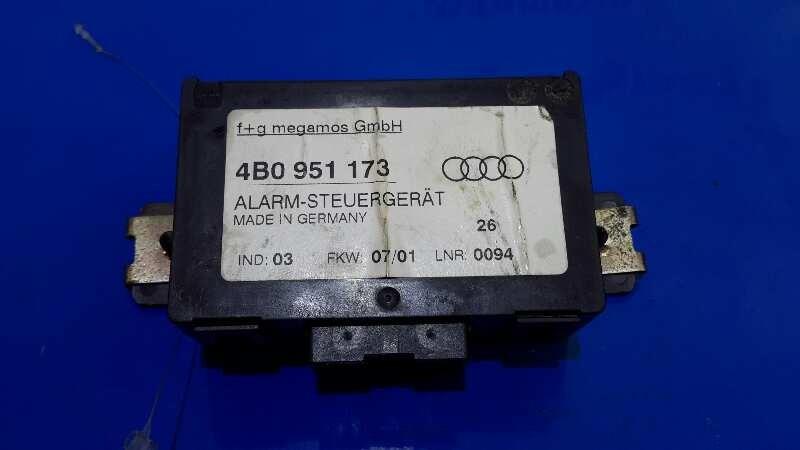 f+g megamos GmbH
4B0 951 173
ALARM-STEUERGERÄT
MADE IN GERMANY
26
IND: 03 FKW: 07/01 LNR: 0094